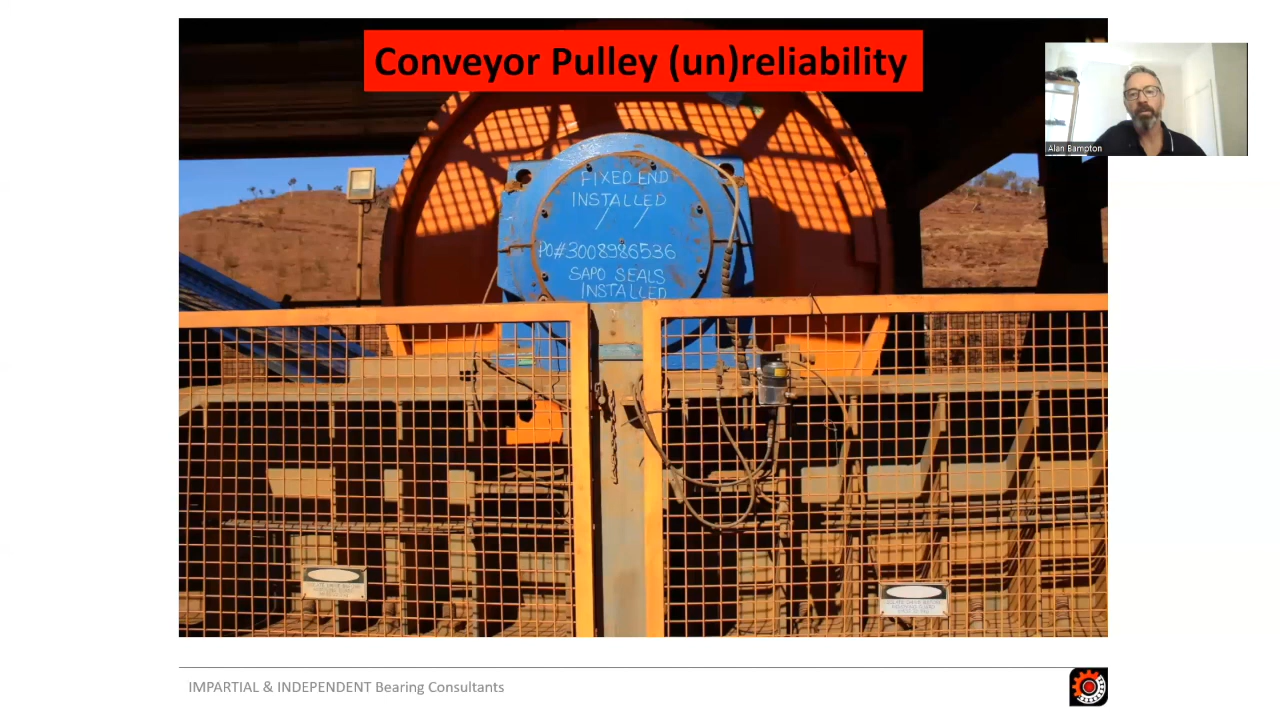 Conveyor Pulley (un)reliability
Alan Bampton
FIXED END
INSTALLED
/ /
PO#3008986536
SAPO SEALS
INSTALLED
IMPARTIAL & INDEPENDENT Bearing Consultants